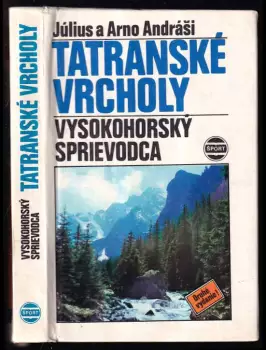 Július a Arno Andráši
TATRANSKÉ
VRCHOLY
VYSOKOHORSKÝ
SPRIEVODCA
ŠPORT
Druhé
vydanie!
VYSOKOHORSKÝ
SPRIEVODCA
TATRANSKÉ VRCHOLY
ŠPORT